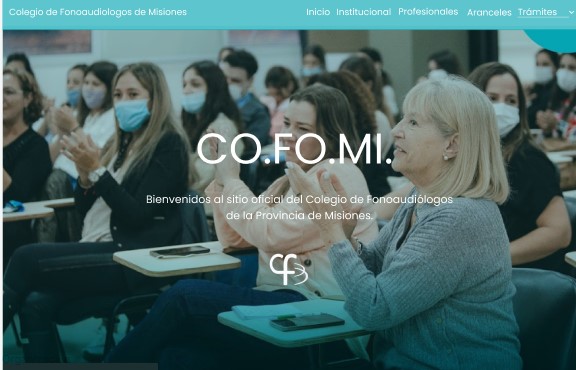 Colegio de Fonoaudiologos de Misiones
Inicio Institucional Profesionales Aranceles Trámites
CO.FO.MI.
Bienvenidos al sitio oficial del Colegio de Fonoaudiólogos
de la Provincia de Misiones.